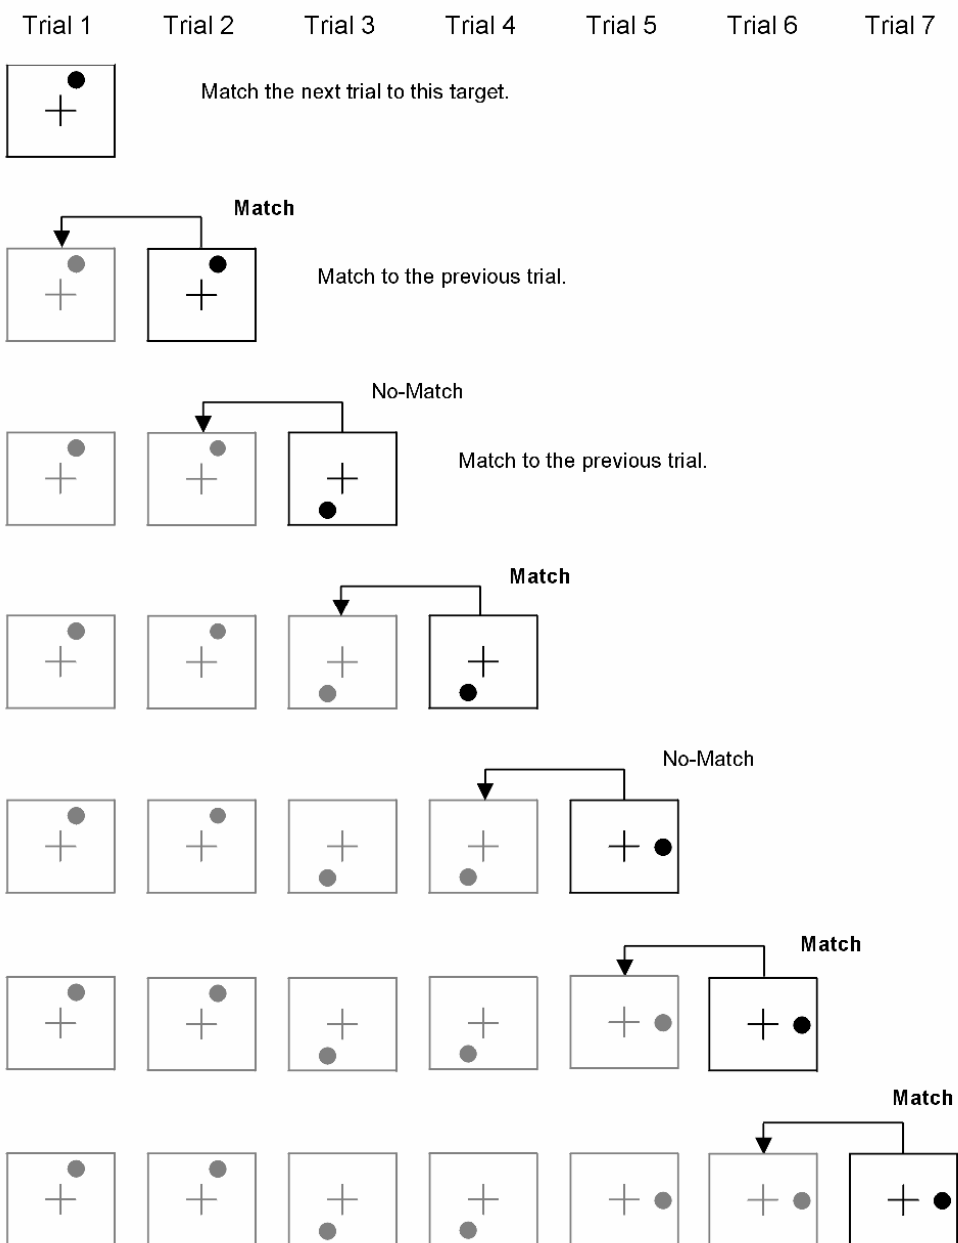 Trial 1 Trial 2 Trial 3 Trial 4 Trial 5 Trial 6 Trial 7
Match the next trial to this target.
Match
Match to the previous trial.
No-Match
Match to the previous trial.
Match
No-Match
Match
Match